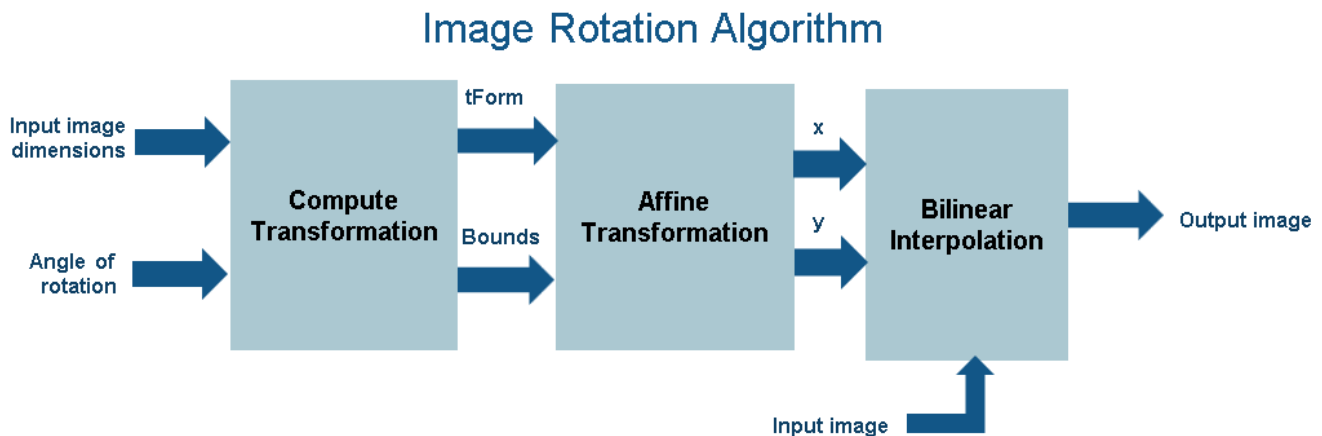 Image Rotation Algorithm
Input image
dimensions
Angle of
rotation
Compute
Transformation
tForm
Bounds
Affine
Transformation
x
y
Bilinear
Interpolation
Input image
Output image